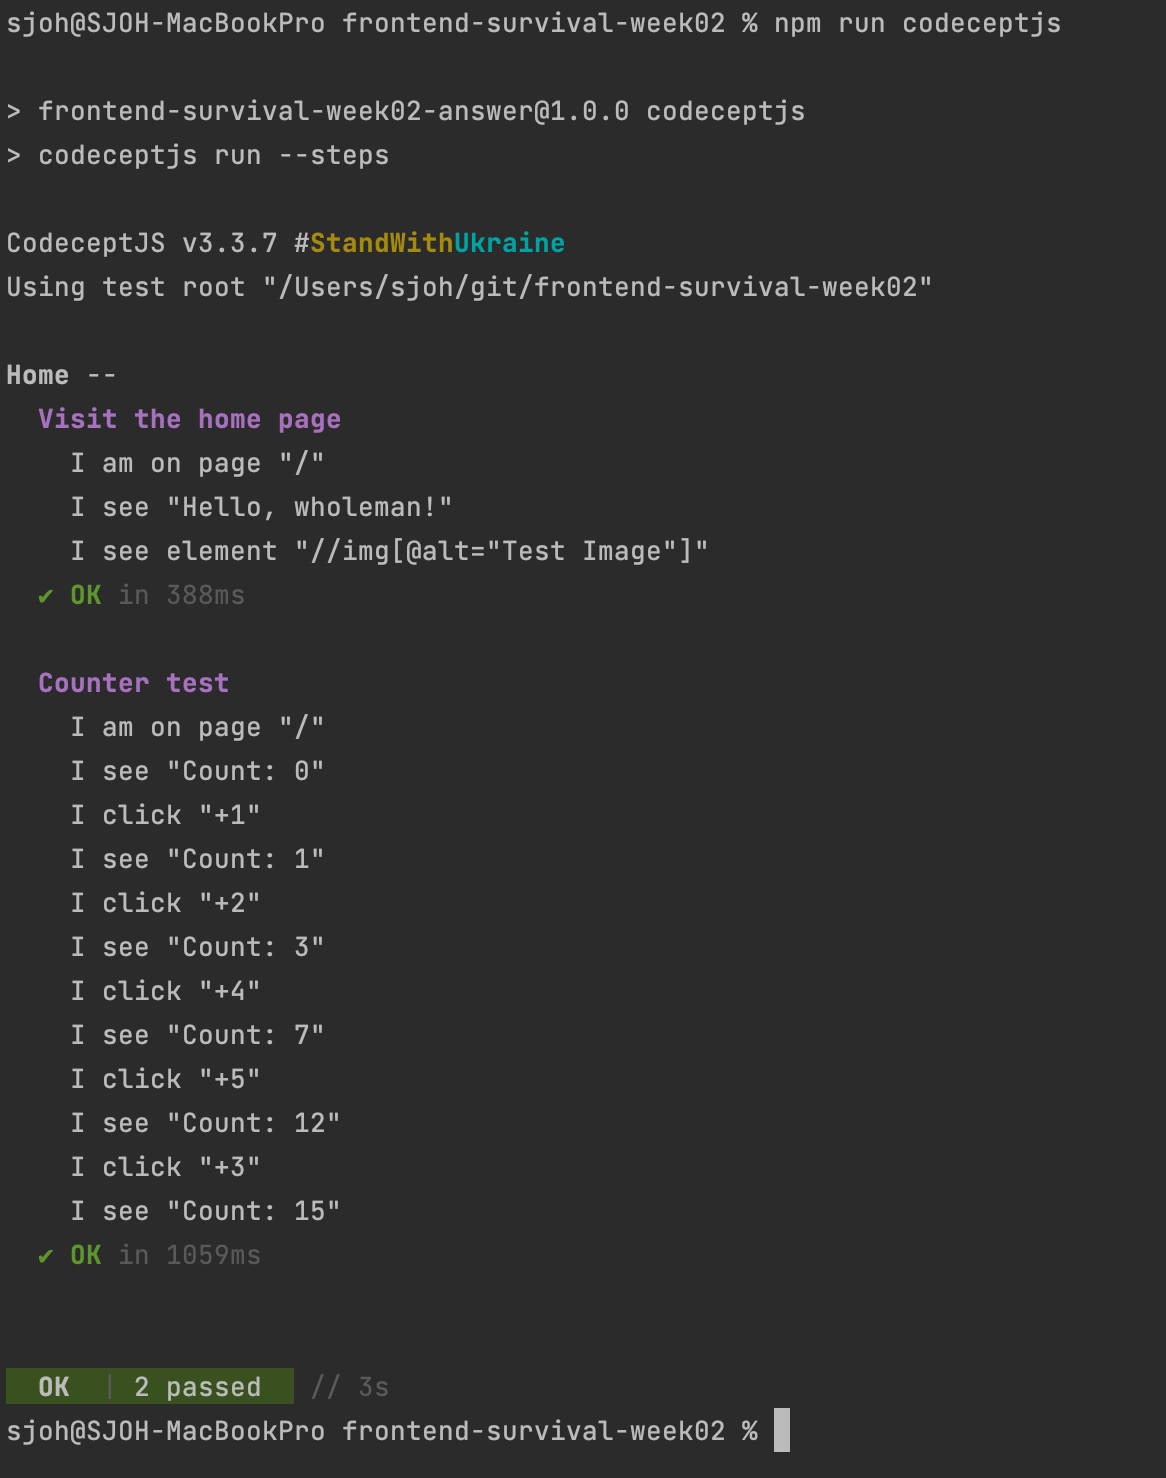 sjoh@SJOH-MacBookPro frontend-survival-week02 % npm run codeceptjs
> frontend-survival-week02-answer@1.0.0 codeceptjs
> codeceptjs run --steps
CodeceptJS v3.3.7 #StandWithUkraine
Using test root "/Users/sjoh/git/frontend-survival-week02"
Home --
Visit the home page
I am on page "/"
I see "Hello, wholeman!"
I see element "//img[@alt="Test Image"]"
✔ OK in 388ms
Counter test
I am on page "/"
I see "Count: 0"
I click "+1"
I see "Count: 1"
I click "+2"
I see "Count: 3"
I click "+4"
I see "Count: 7"
I click "+5"
I see "Count: 12"
I click "+3"
I see "Count: 15"
✔ OK in 1059ms
OK | 2 passed // 3s
sjoh@SJOH-MacBookPro frontend-survival-week02 %